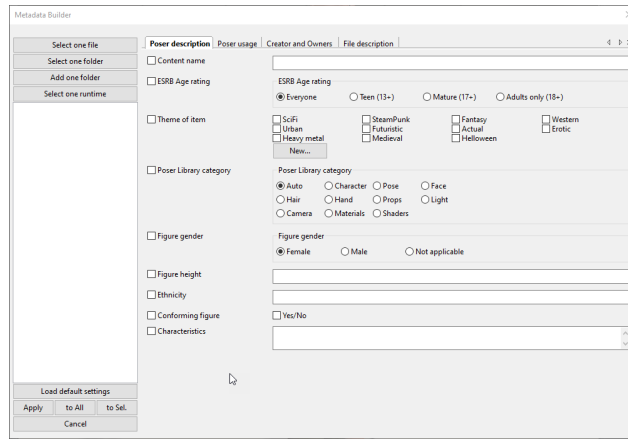 Metadata Builder
Select one file
Select one folder
Add one folder
Select one runtime
Poser description Poser usage Creator and Owners File description
Content name
ESRB Age rating
ESRB Age rating
Everyone Teen (13+) Mature (17+) Adults only (18+)
Theme of item
SciFi SteamPunk Fantasy Western
Urban Futuristic Actual Erotic
Heavy metal Medieval Helloween
New...
Poser Library category
Poser Library category
Auto Character Pose Face
Hair Hand Props Light
Camera Materials Shaders
Figure gender
Figure gender
Female Male Not applicable
Figure height
Ethnicity
Conforming figure Yes/No
Characteristics
Load default settings
Apply to All to Sel.
Cancel